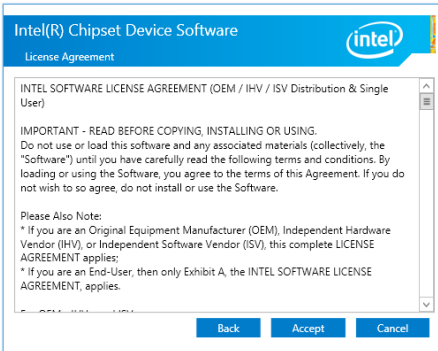 Intel(R) Chipset Device Software
License Agreement
intel
INTEL SOFTWARE LICENSE AGREEMENT (OEM / IHV / ISV Distribution & Single
User)
IMPORTANT - READ BEFORE COPYING, INSTALLING OR USING.
Do not use or load this software and any associated materials (collectively, the
"Software") until you have carefully read the following terms and conditions. By
loading or using the Software, you agree to the terms of this Agreement. If you do
not wish to so agree, do not install or use the Software.
Please Also Note:
* If you are an Original Equipment Manufacturer (OEM), Independent Hardware
Vendor (IHV), or Independent Software Vendor (ISV), this complete LICENSE
AGREEMENT applies;
* If you are an End-User, then only Exhibit A, the INTEL SOFTWARE LICENSE
AGREEMENT, applies.
Back Accept Cancel